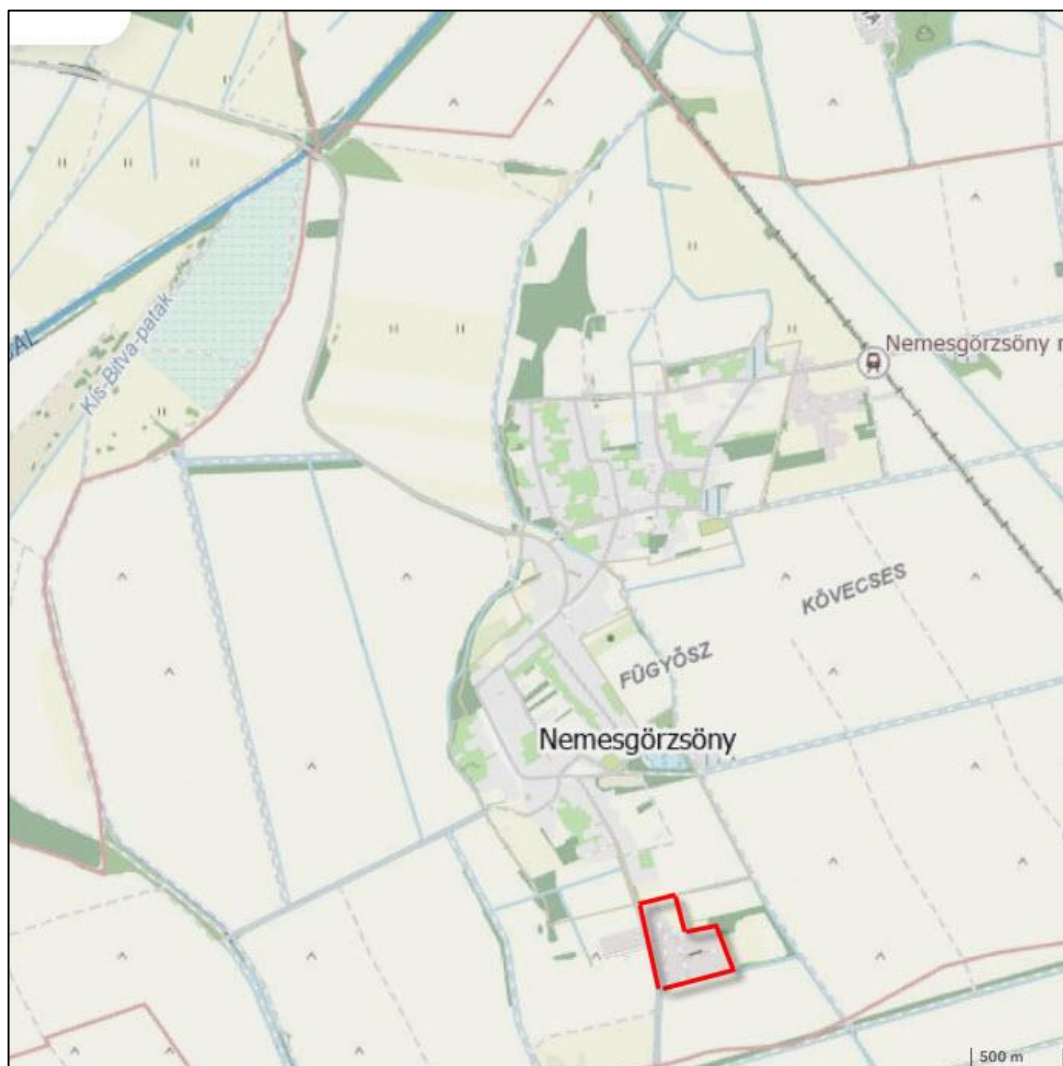 Nemesgörzsöny
Kis-Bitva-patak
KÖVECSES
FÜGYÖSZ
Nemesgörzsöny
500 m